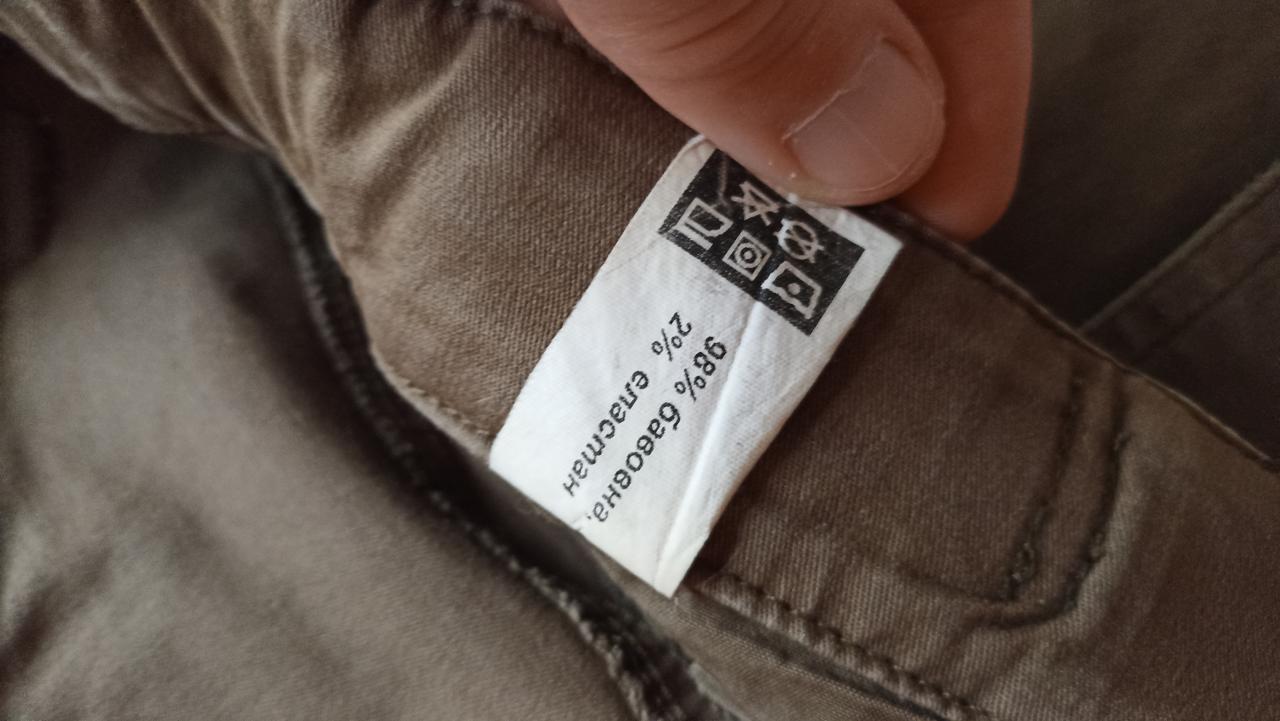 98% бавовна,
2% еластан